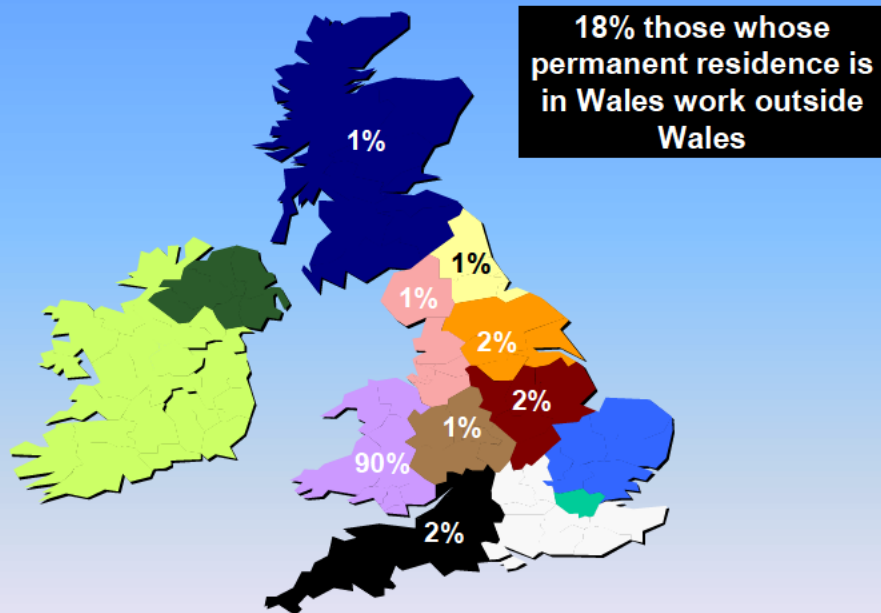 18% those whose
permanent residence is
in Wales work outside
Wales
1%
1%
1%
2%
2%
1%
90%
2%